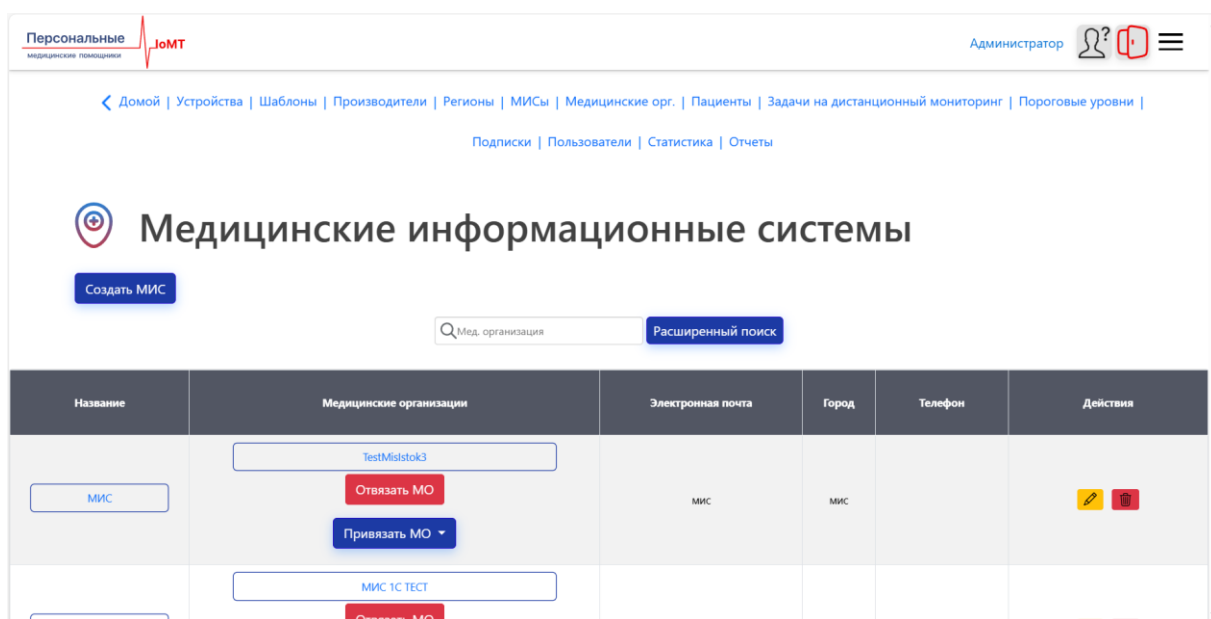 Персональные
медицинские помощники
IoMT
Администратор
Домой | Устройства | Шаблоны | Производители | Регионы | МИСы | Медицинские орг. | Пациенты | Задачи на дистанционный мониторинг | Пороговые уровни |
Подписки | Пользователи | Статистика | Отчеты
Медицинские информационные системы
Создать МИС
Мед. организация
Расширенный поиск
Название Медицинские организации Электронная почта Город Телефон Действия
TestMisIstok3
Отвязать МО
МИС мис мис
Привязать МО
МИС 1С ТЕСТ
Отвязать МО